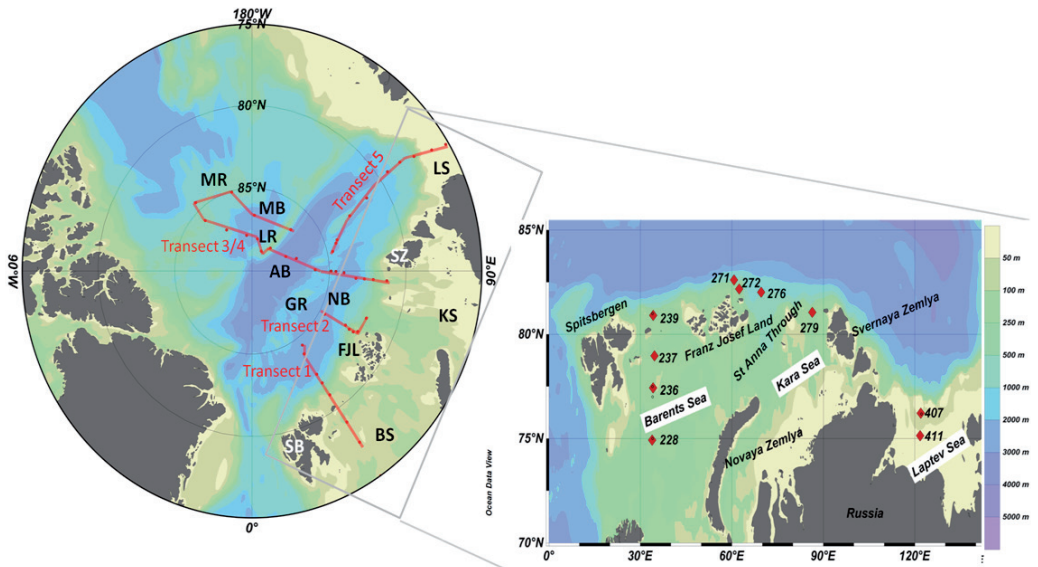 180°W
75°N
80°N
85°N
MR
MB
LR
Transect 3/4
Transect 5
LS
SZ
90°W
90°E
AB
GR
NB
KS
Transect 2
FJL
Transect 1
BS
SB
0°
Ocean Data View
85°N
80°N
75°N
70°N
0°
30°E
60°E
90°E
120°E
Spitsbergen
271
272
276
239
Franz Josef Land
St Anna Through
279
Svernaya Zemlya
237
Kara Sea
236
Barents Sea
228
Novaya Zemlya
407
411
Laptev Sea
Russia
50 m
100 m
250 m
500 m
1000 m
2000 m
3000 m
4000 m
5000 m